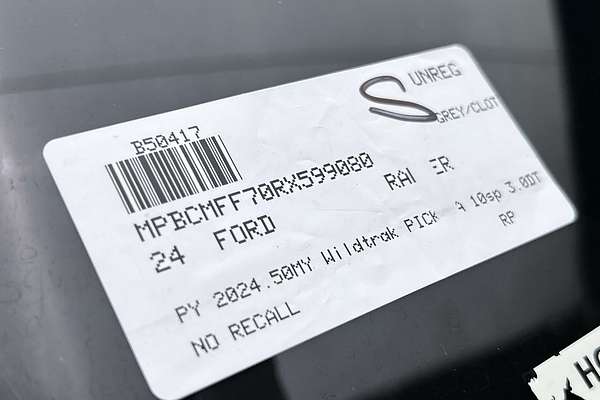 UNREG
S
GREY/CLOT
B50417
MPBCMFF70RX599080
24 FORD RA ER
PY 2024.50MY Wildtrak PICK A 10sp 3.0DT
NO RECALL RP
HO